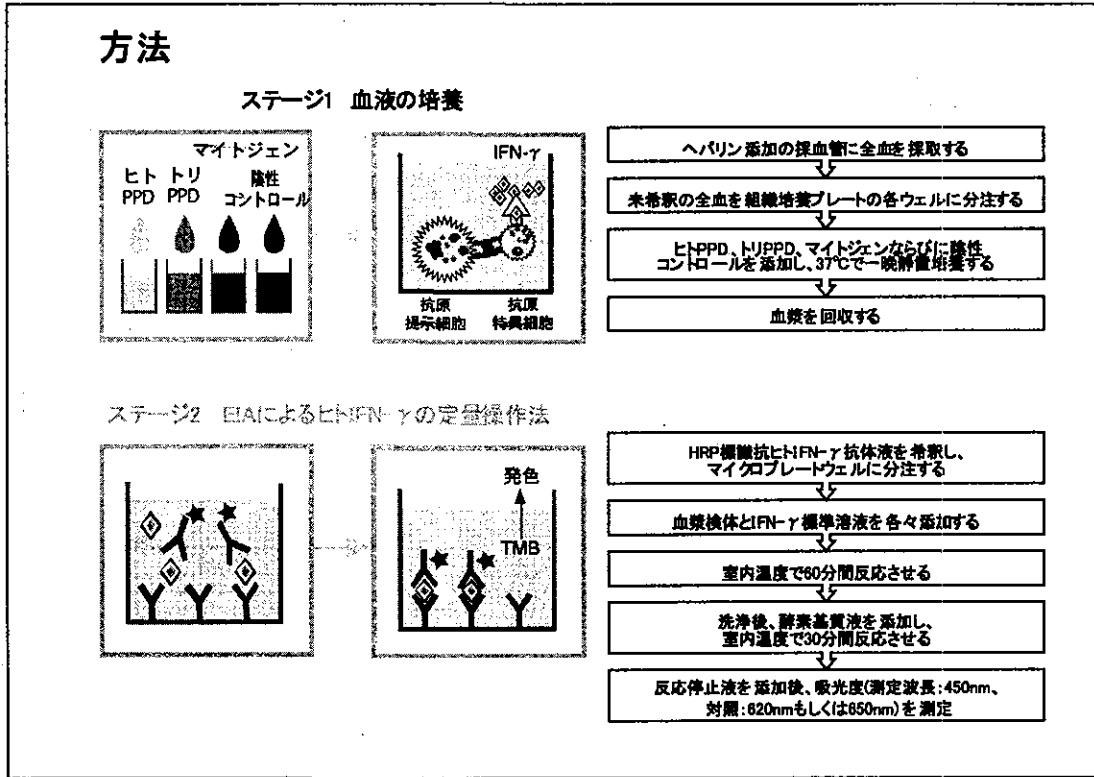 方法
ステージ1 血液の培養
マイトジェン
ヒト
PPD
トリ
PPD
陰性
コントロール
IFN-γ
抗原
提示細胞
抗原
特異細胞
ヘパリン添加の採血管に全血を採取する
未希釈の全血を組織培養プレートの各ウェルに分注する
ヒトPPD、トリPPD、マイトジェンならびに陰性
コントロールを添加し、37℃で一晩静置培養する
血漿を回収する
ステージ2 EIAによるヒトIFN-γの定量操作法
発色
TMB
HRP標識抗ヒトIFN-γ抗体液を希釈し、
マイクロプレートウェルに分注する
血漿検体とIFN-γ標準溶液を各々添加する
室内温度で60分間反応させる
洗浄後、酵素基質液を添加し、
室内温度で30分間反応させる
反応停止液を添加後、吸光度(測定波長:450nm、
対照:620nmもしくは650nm)を測定